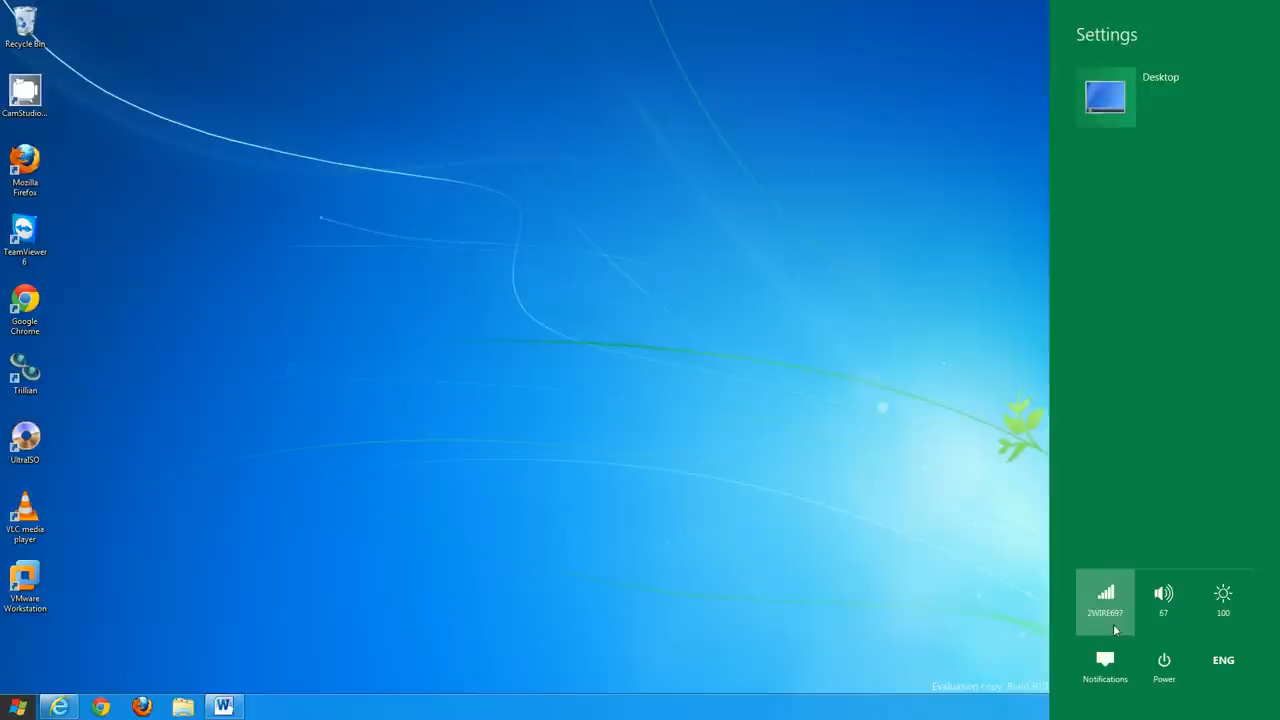 Recycle Bin
CamStudio...
Mozilla
Firefox
TeamViewer
6
Google
Chrome
Trillian
UltraISO
VLC media
player
VMware
Workstation
Settings
Desktop
2WIRE697
67
100
Notifications
Power
ENG
Evaluation copy. Build